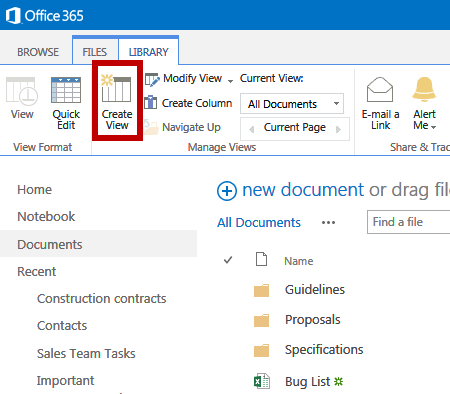 Office 365
BROWSE FILES LIBRARY
View
Quick Edit
Create View
Modify View
Create Column
Navigate Up
Current View:
All Documents
Current Page
E-mail a Link
Alert Me
View Format
Manage Views
Share & Trac
Home
Notebook
Documents
Recent
Construction contracts
Contacts
Sales Team Tasks
Important
new document or drag file
All Documents ••• Find a file
Name
Guidelines
Proposals
Specifications
Bug List